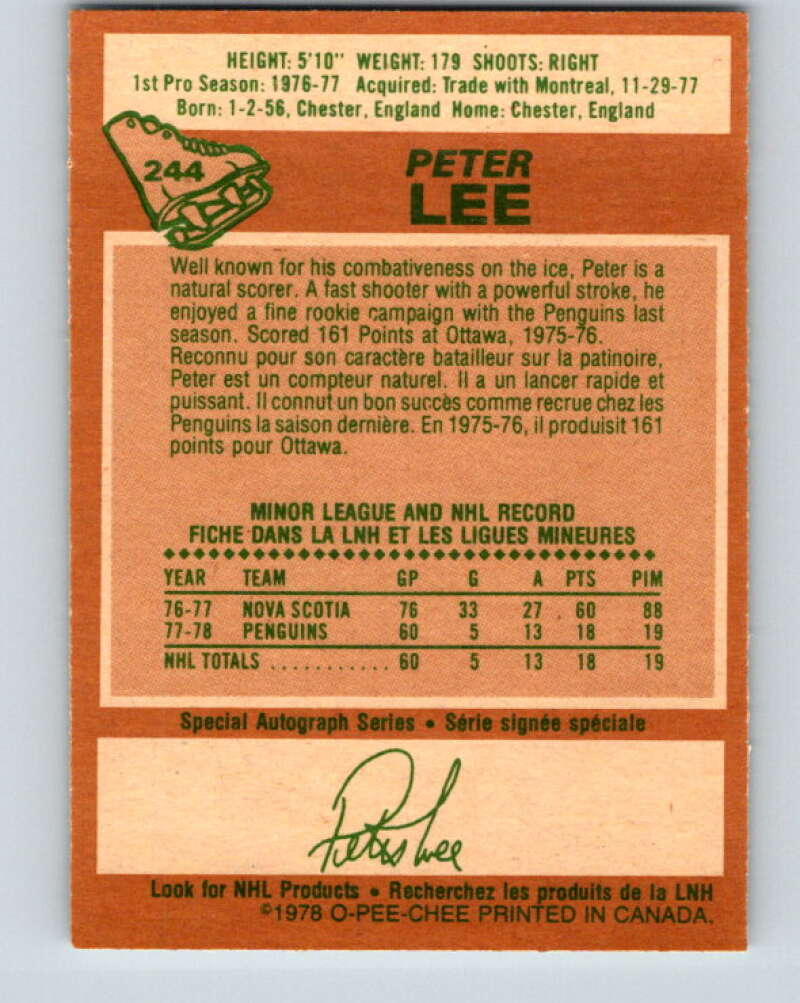 HEIGHT: 5'10" WEIGHT: 179 SHOOTS: RIGHT
1st Pro Season: 1976-77 Acquired: Trade with Montreal, 11-29-77
Born: 1-2-56, Chester, England Home: Chester, England
244
PETER
LEE
Well known for his combativeness on the ice, Peter is a
natural scorer. A fast shooter with a powerful stroke, he
enjoyed a fine rookie campaign with the Penguins last
season. Scored 161 Points at Ottawa, 1975-76.
Reconnu pour son caractère batailleur sur la patinoire,
Peter est un compteur naturel. Il a un lancer rapide et
puissant. Il connut un bon succès comme recrue chez les
Penguins la saison dernière. En 1975-76, il produisit 161
points pour Ottawa.
MINOR LEAGUE AND NHL RECORD
FICHE DANS LA LNH ET LES LIGUES MINEURES
YEAR TEAM GP G A PTS PIM
76-77 NOVA SCOTIA 76 33 27 60 88
77-78 PENGUINS 60 5 13 18 19
NHL TOTALS ........... 60 5 13 18 19
Special Autograph Series • Série signée spéciale
Peter Lee
Look for NHL Products • Recherchez les produits de la LNH
©1978 O-PEE-CHEE PRINTED IN CANADA.